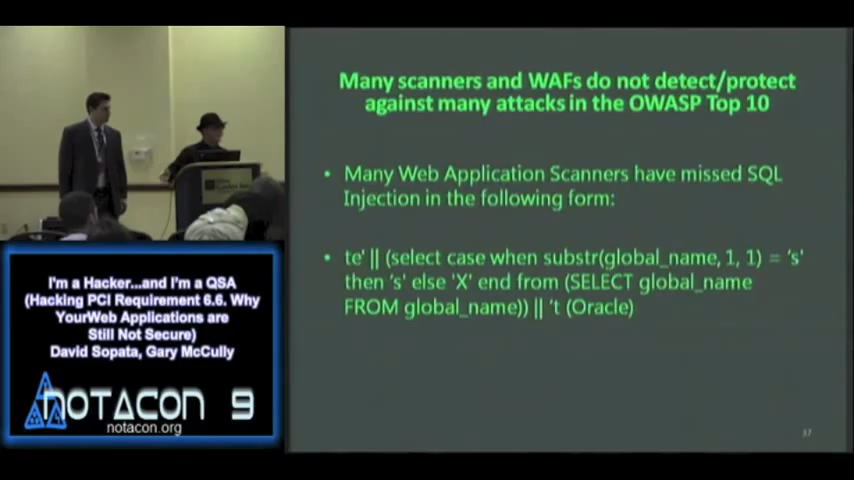 Many scanners and WAFs do not detect/protect
against many attacks in the OWASP Top 10
• Many Web Application Scanners have missed SQL
Injection in the following form:
• te' || (select case when substr(global_name, 1, 1) = 's'
then 's' else 'X' end from (SELECT global_name
FROM global_name)) || 't (Oracle)
37
I'm a Hacker...and I'm a QSA
(Hacking PCI Requirement 6.6. Why
YourWeb Applications are
Still Not Secure)
David Sopata, Gary McCully
NOTACON 9
notacon.org